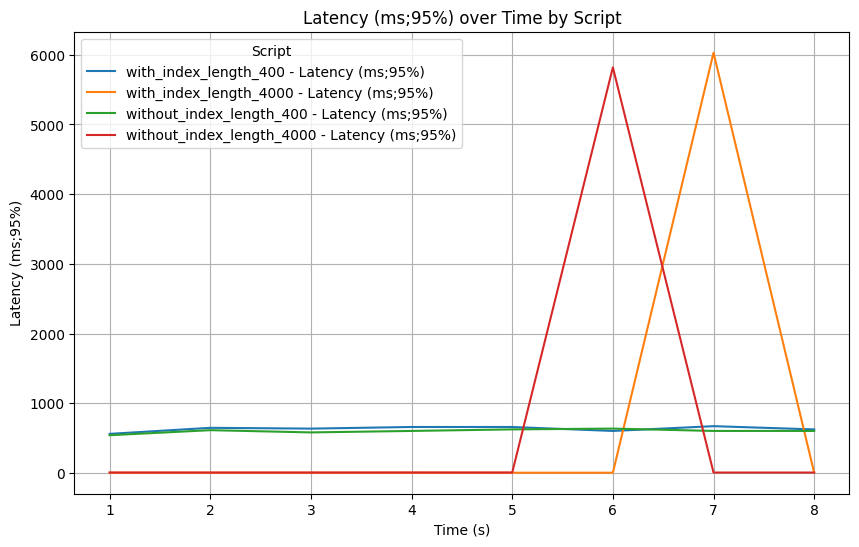 Latency (ms;95%) over Time by Script
Script
with_index_length_400 - Latency (ms;95%)
with_index_length_4000 - Latency (ms;95%)
without_index_length_400 - Latency (ms;95%)
without_index_length_4000 - Latency (ms;95%)
Latency (ms;95%)
6000
5000
4000
3000
2000
1000
0
1 2 3 4 5 6 7 8
Time (s)